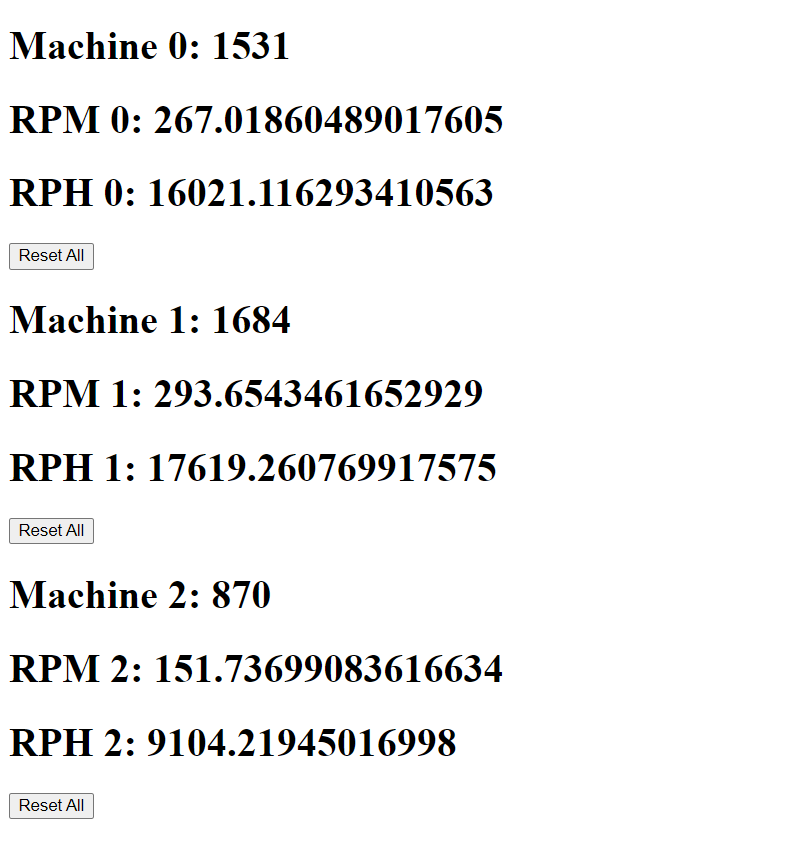 Machine 0: 1531
RPM 0: 267.01860489017605
RPH 0: 16021.116293410563
Reset All
Machine 1: 1684
RPM 1: 293.6543461652929
RPH 1: 17619.260769917575
Reset All
Machine 2: 870
RPM 2: 151.73699083616634
RPH 2: 9104.21945016998
Reset All